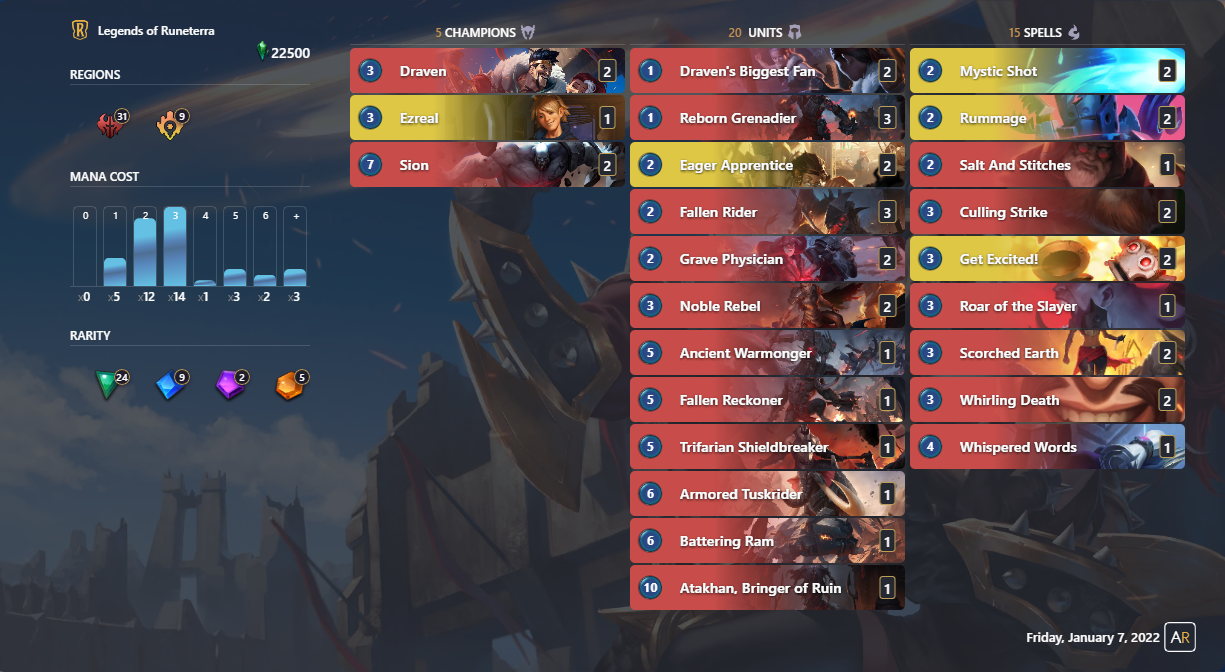 Legends of Runeterra
22500
REGIONS
31
9
MANA COST
0 1 2 3 4 5 6 +
x0 x5 x12 x14 x1 x3 x2 x3
RARITY
24 9 2 5
5 CHAMPIONS
3 Draven 2
3 Ezreal 1
7 Sion 2
20 UNITS
1 Draven's Biggest Fan 2
1 Reborn Grenadier 3
2 Eager Apprentice 2
2 Fallen Rider 3
2 Grave Physician 2
3 Noble Rebel 2
5 Ancient Warmonger 1
5 Fallen Reckoner 1
5 Trifarian Shieldbreaker 1
6 Armored Tuskrider 1
6 Battering Ram 1
10 Atakhan, Bringer of Ruin 1
15 SPELLS
2 Mystic Shot 2
2 Rummage 2
2 Salt And Stitches 1
3 Culling Strike 2
3 Get Excited! 2
3 Roar of the Slayer 1
3 Scorched Earth 2
3 Whirling Death 2
4 Whispered Words 1
Friday, January 7, 2022 AR